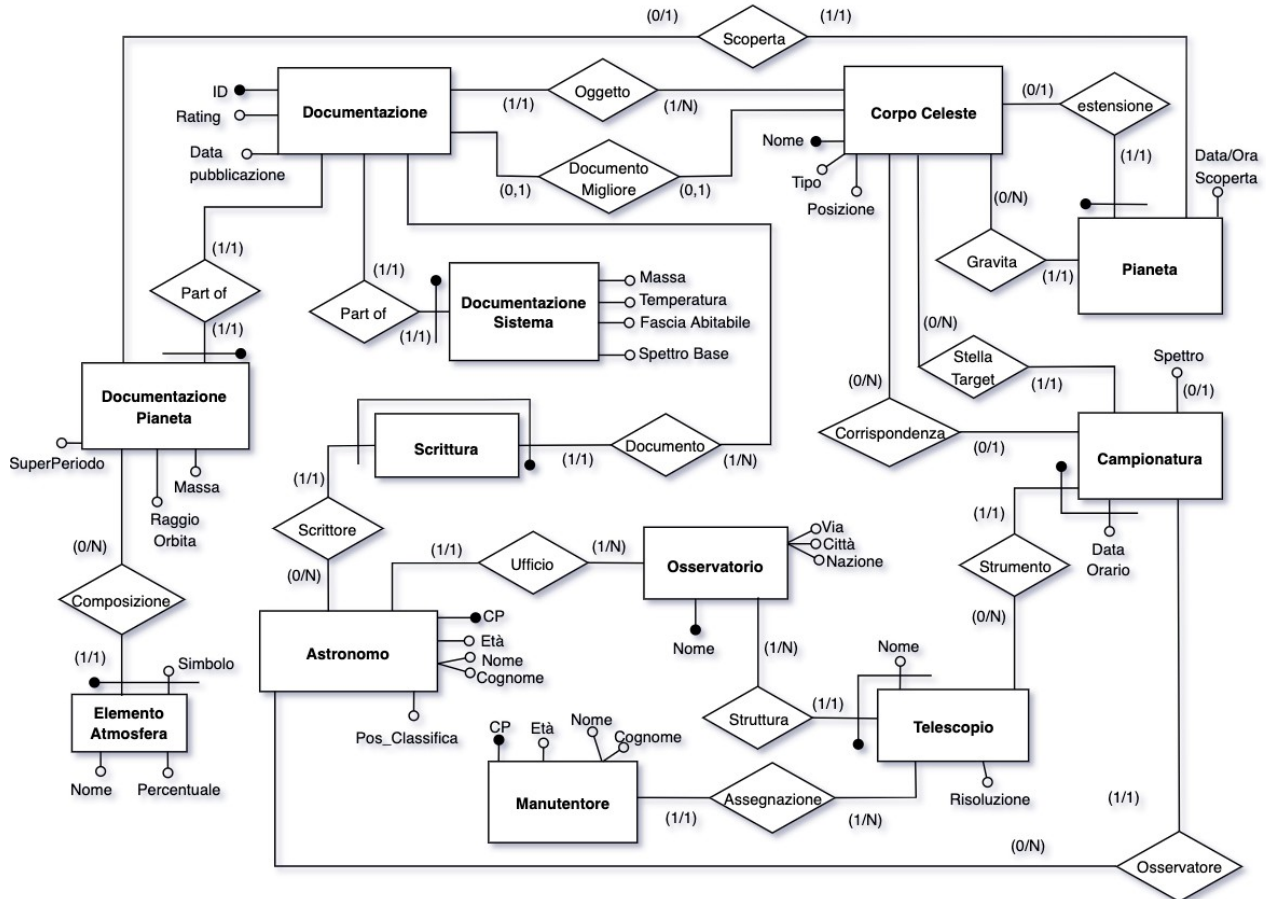 (0/1)
(1/1)
Scoperta
ID
Rating
Data
pubblicazione
Documentazione
(1/1)
Oggetto
(1/N)
(0,1)
Documento
Migliore
(0,1)
Corpo Celeste
Nome
Tipo
Posizione
(0/1)
estensione
(1/1)
Data/Ora
Scoperta
(0/N)
Gravita
(1/1)
Pianeta
(1/1)
Part of
(1/1)
(1/1)
Part of
(1/1)
Documentazione
Sistema
Massa
Temperatura
Fascia Abitabile
Spettro Base
(0/N)
Stella
Target
(1/1)
Spettro
(0/1)
(0/N)
Corrispondenza
(0/1)
Campionatura
Documentazione
Pianeta
SuperPeriodo
Massa
Raggio
Orbita
Scrittura
(1/1)
Documento
(1/N)
(1/1)
Scrittore
(0/N)
(1/1)
Strumento
(0/N)
Data
Orario
(0/N)
Composizione
(1/1)
Simbolo
Elemento
Atmosfera
Nome
Percentuale
(1/1)
Ufficio
(1/N)
Osservatorio
Via
Città
Nazione
Nome
Astronomo
CP
Età
Nome
Cognome
Pos_Classifica
(1/N)
Struttura
(1/1)
Nome
Telescopio
Risoluzione
CP
Età
Nome
Cognome
Manutentore
(1/1)
Assegnazione
(1/N)
(1/1)
(0/N)
Osservatore